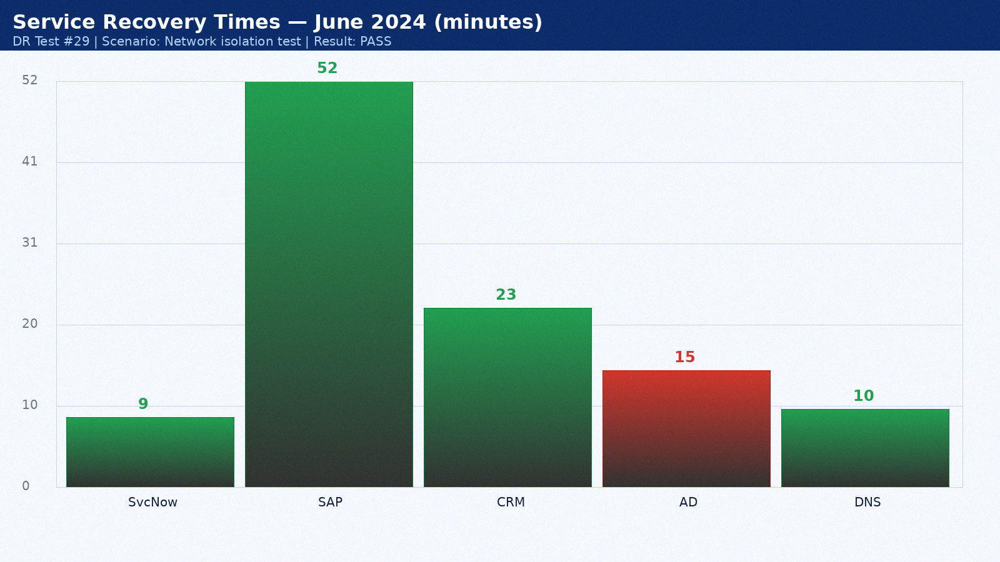 Service Recovery Times — June 2024 (minutes)
DR Test #29 | Scenario: Network isolation test | Result: PASS
52
52
41
31
23
20
15
10
10
9
0
SvcNow
SAP
CRM
AD
DNS